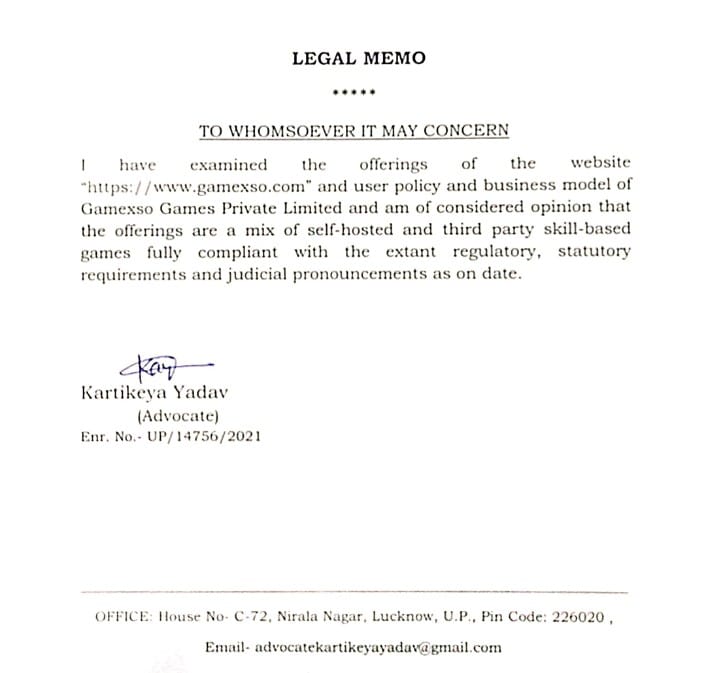 LEGAL MEMO
*****
TO WHOMSOEVER IT MAY CONCERN
I have examined the offerings of the website
"https://www.gamexso.com" and user policy and business model of
Gamexso Games Private Limited and am of considered opinion that
the offerings are a mix of self-hosted and third party skill-based
games fully compliant with the extant regulatory, statutory
requirements and judicial pronouncements as on date.
Kartikeya Yadav
(Advocate)
Enr. No.- UP/14756/2021
OFFICE: House No- C-72, Nirala Nagar, Lucknow, U.P., Pin Code: 226020 ,
Email- advocatekartikeyayadav@gmail.com